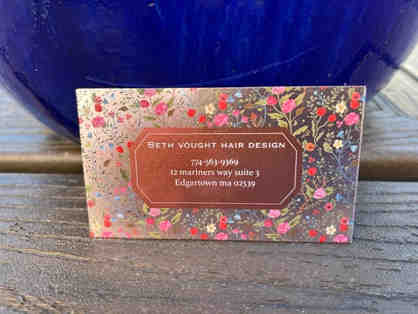 Beth Vought Hair Design
774-563-9369
12 mariners way suite 3
Edgartown ma 02539